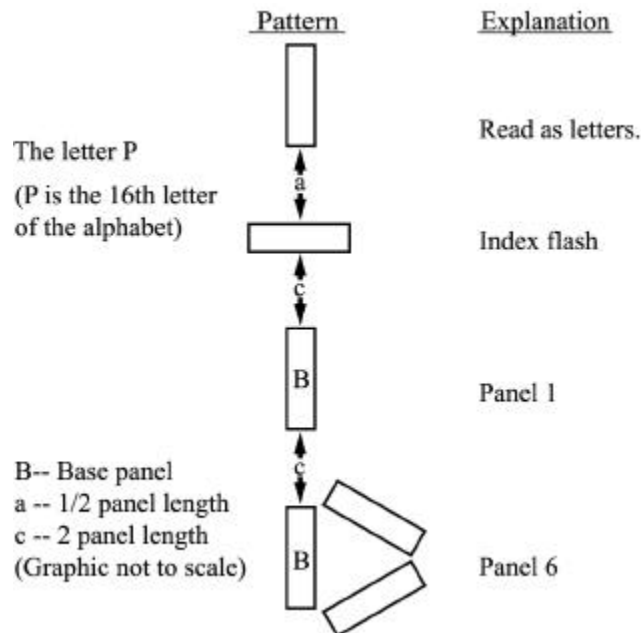 Pattern
Explanation
Read as letters.
The letter P
(P is the 16th letter
of the alphabet)
a
Index flash
c
B
Panel 1
c
B-- Base panel
a -- 1/2 panel length
c -- 2 panel length
(Graphic not to scale)
B
Panel 6